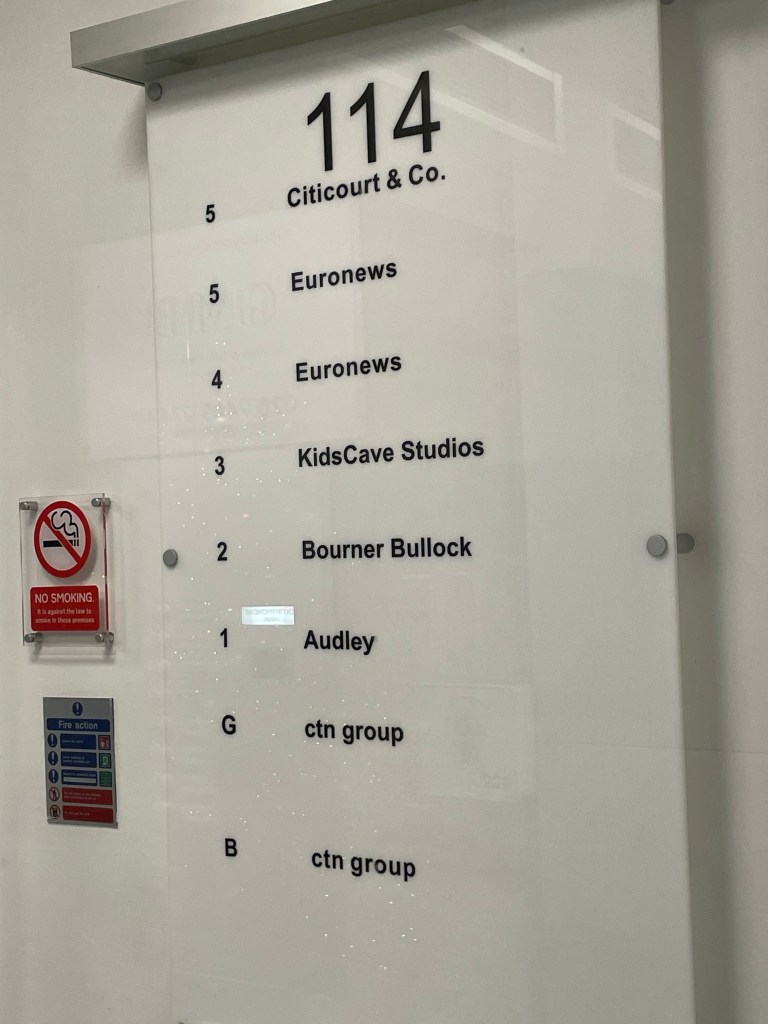 114
Citicourt & Co.
5
5 Euronews
4 Euronews
3 KidsCave Studios
2 Bourner Bullock
1 Audley
G ctn group
B ctn group
NO SMOKING.
It is against the law to
smoke in these premises
Fire action